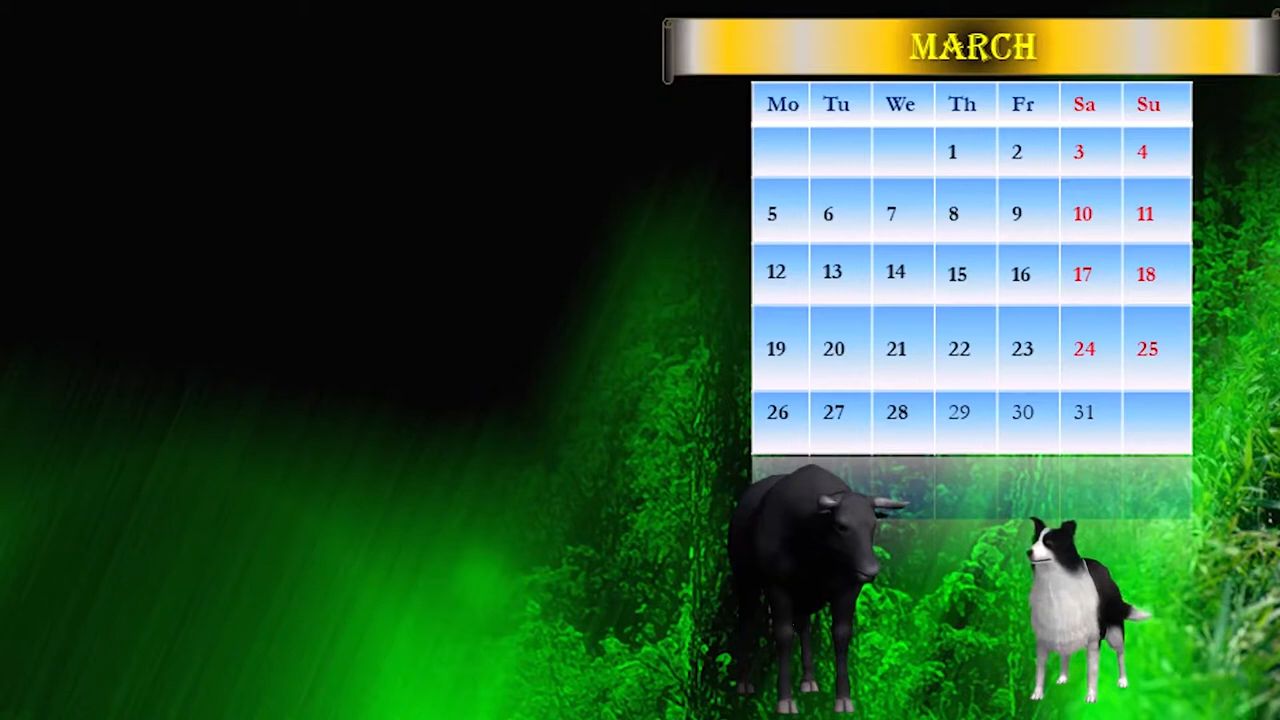 MARCH
Mo Tu We Th Fr Sa Su
1 2 3 4
5 6 7 8 9 10 11
12 13 14 15 16 17 18
19 20 21 22 23 24 25
26 27 28 29 30 31